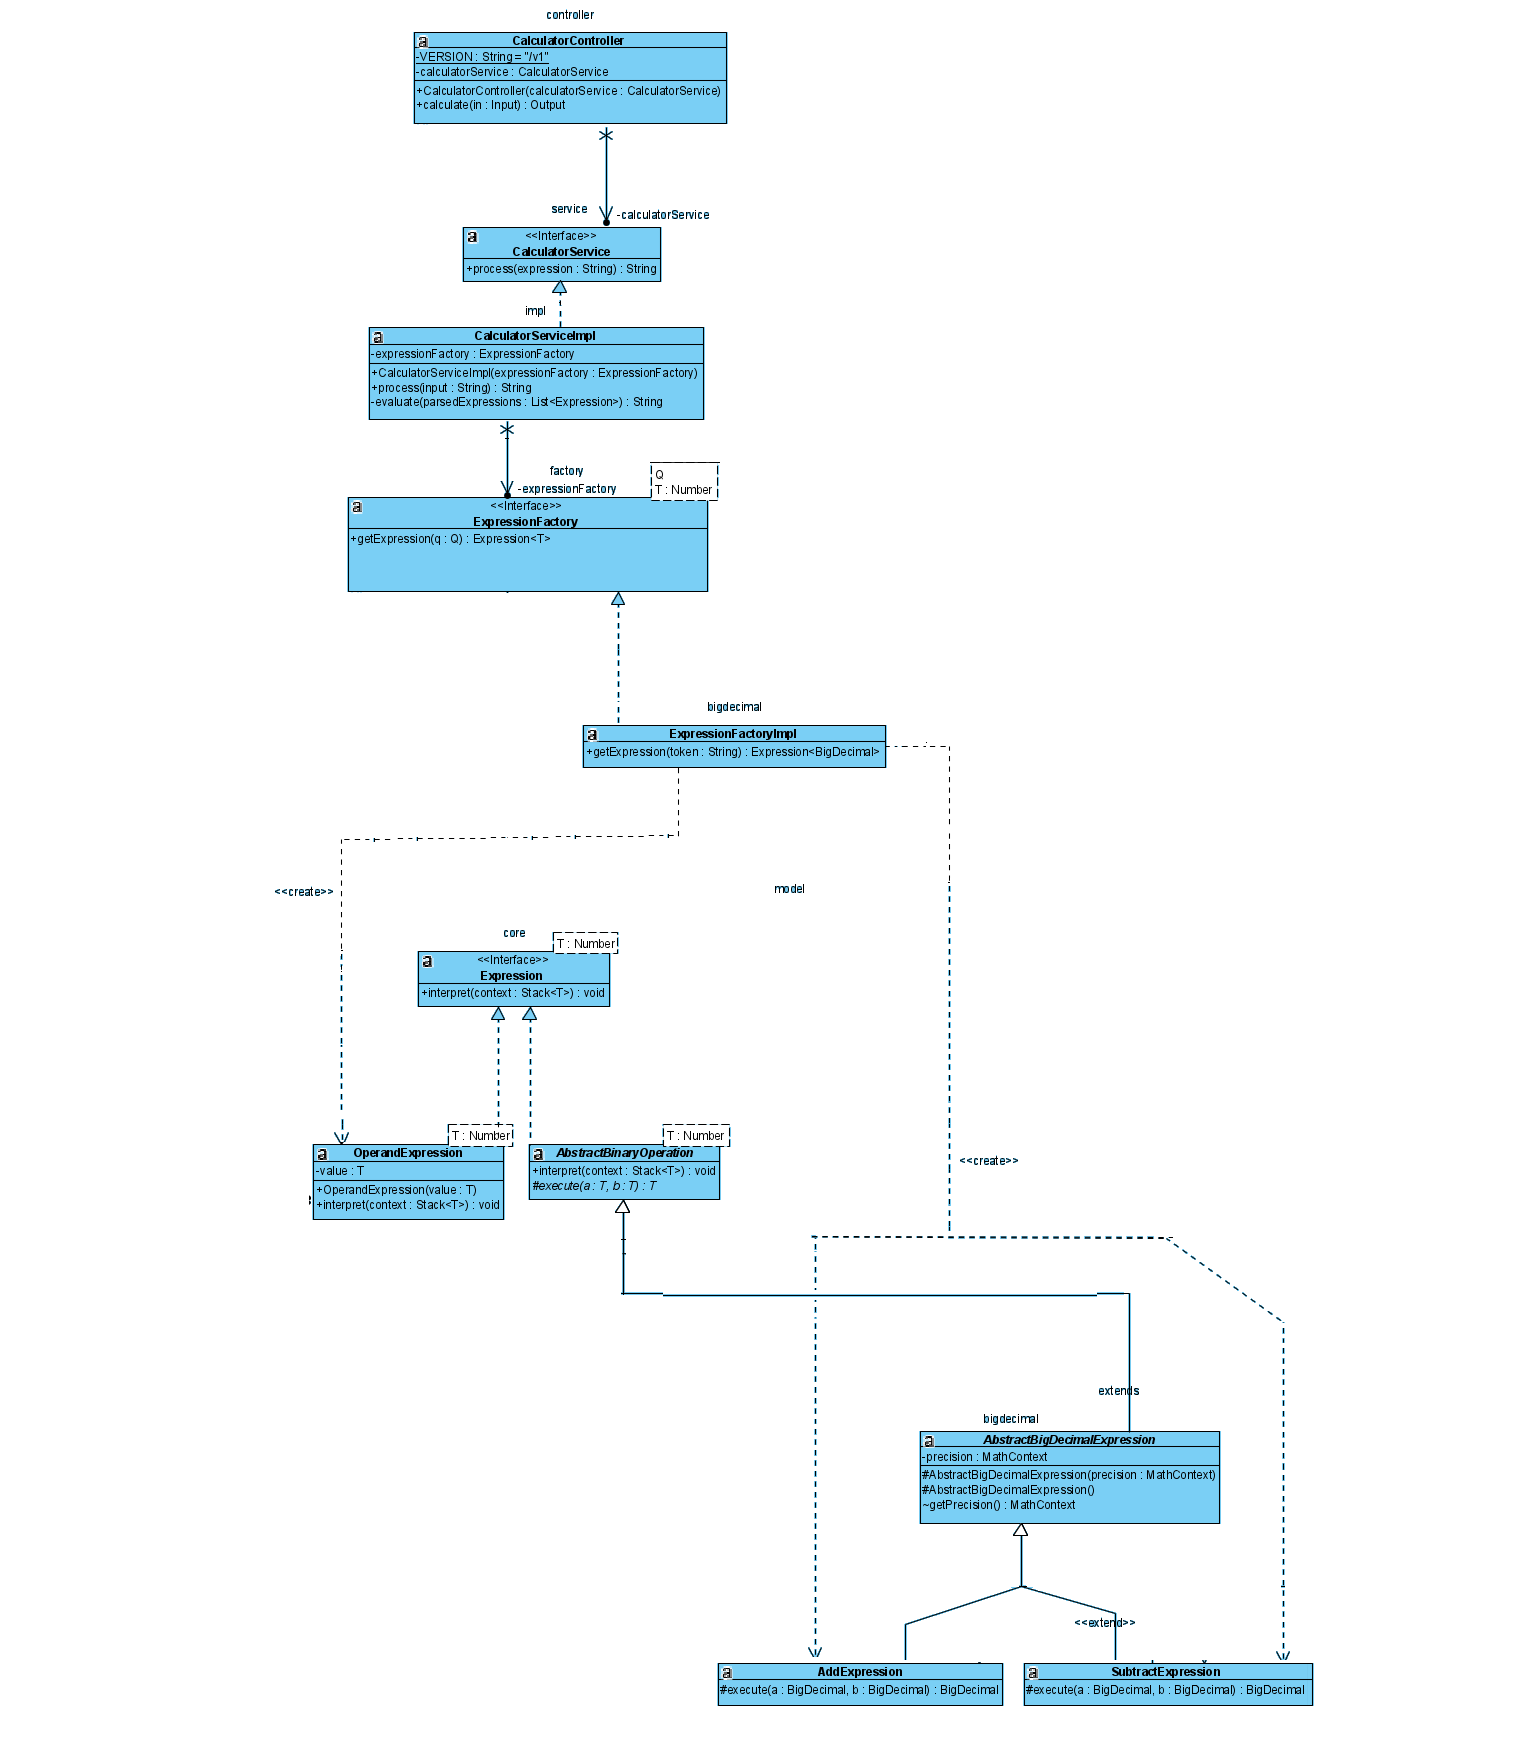 controller
a CalculatorController
-VERSION : String = "/v1"
-calculatorService : CalculatorService
+CalculatorController(calculatorService : CalculatorService)
+calculate(in : Input) : Output
service
-calculatorService
a <<Interface>>
CalculatorService
+process(expression : String) : String
impl
a CalculatorServiceImpl
-expressionFactory : ExpressionFactory
+CalculatorServiceImpl(expressionFactory : ExpressionFactory)
+process(input : String) : String
-evaluate(parsedExpressions : List<Expression>) : String
factory
-expressionFactory
Q
T : Number
a <<Interface>>
ExpressionFactory
+getExpression(q : Q) : Expression<T>
bigdecimal
a ExpressionFactoryImpl
+getExpression(token : String) : Expression<BigDecimal>
<<create>>
model
core
T : Number
a <<Interface>>
Expression
+interpret(context : Stack<T>) : void
T : Number
a OperandExpression
-value : T
+OperandExpression(value : T)
+interpret(context : Stack<T>) : void
T : Number
a AbstractBinaryOperation
+interpret(context : Stack<T>) : void
#execute(a : T, b : T) : T
<<create>>
extends
bigdecimal
a AbstractBigDecimalExpression
-precision : MathContext
#AbstractBigDecimalExpression(precision : MathContext)
#AbstractBigDecimalExpression()
~getPrecision() : MathContext
<<extend>>
a AddExpression
#execute(a : BigDecimal, b : BigDecimal) : BigDecimal
a SubtractExpression
#execute(a : BigDecimal, b : BigDecimal) : BigDecimal